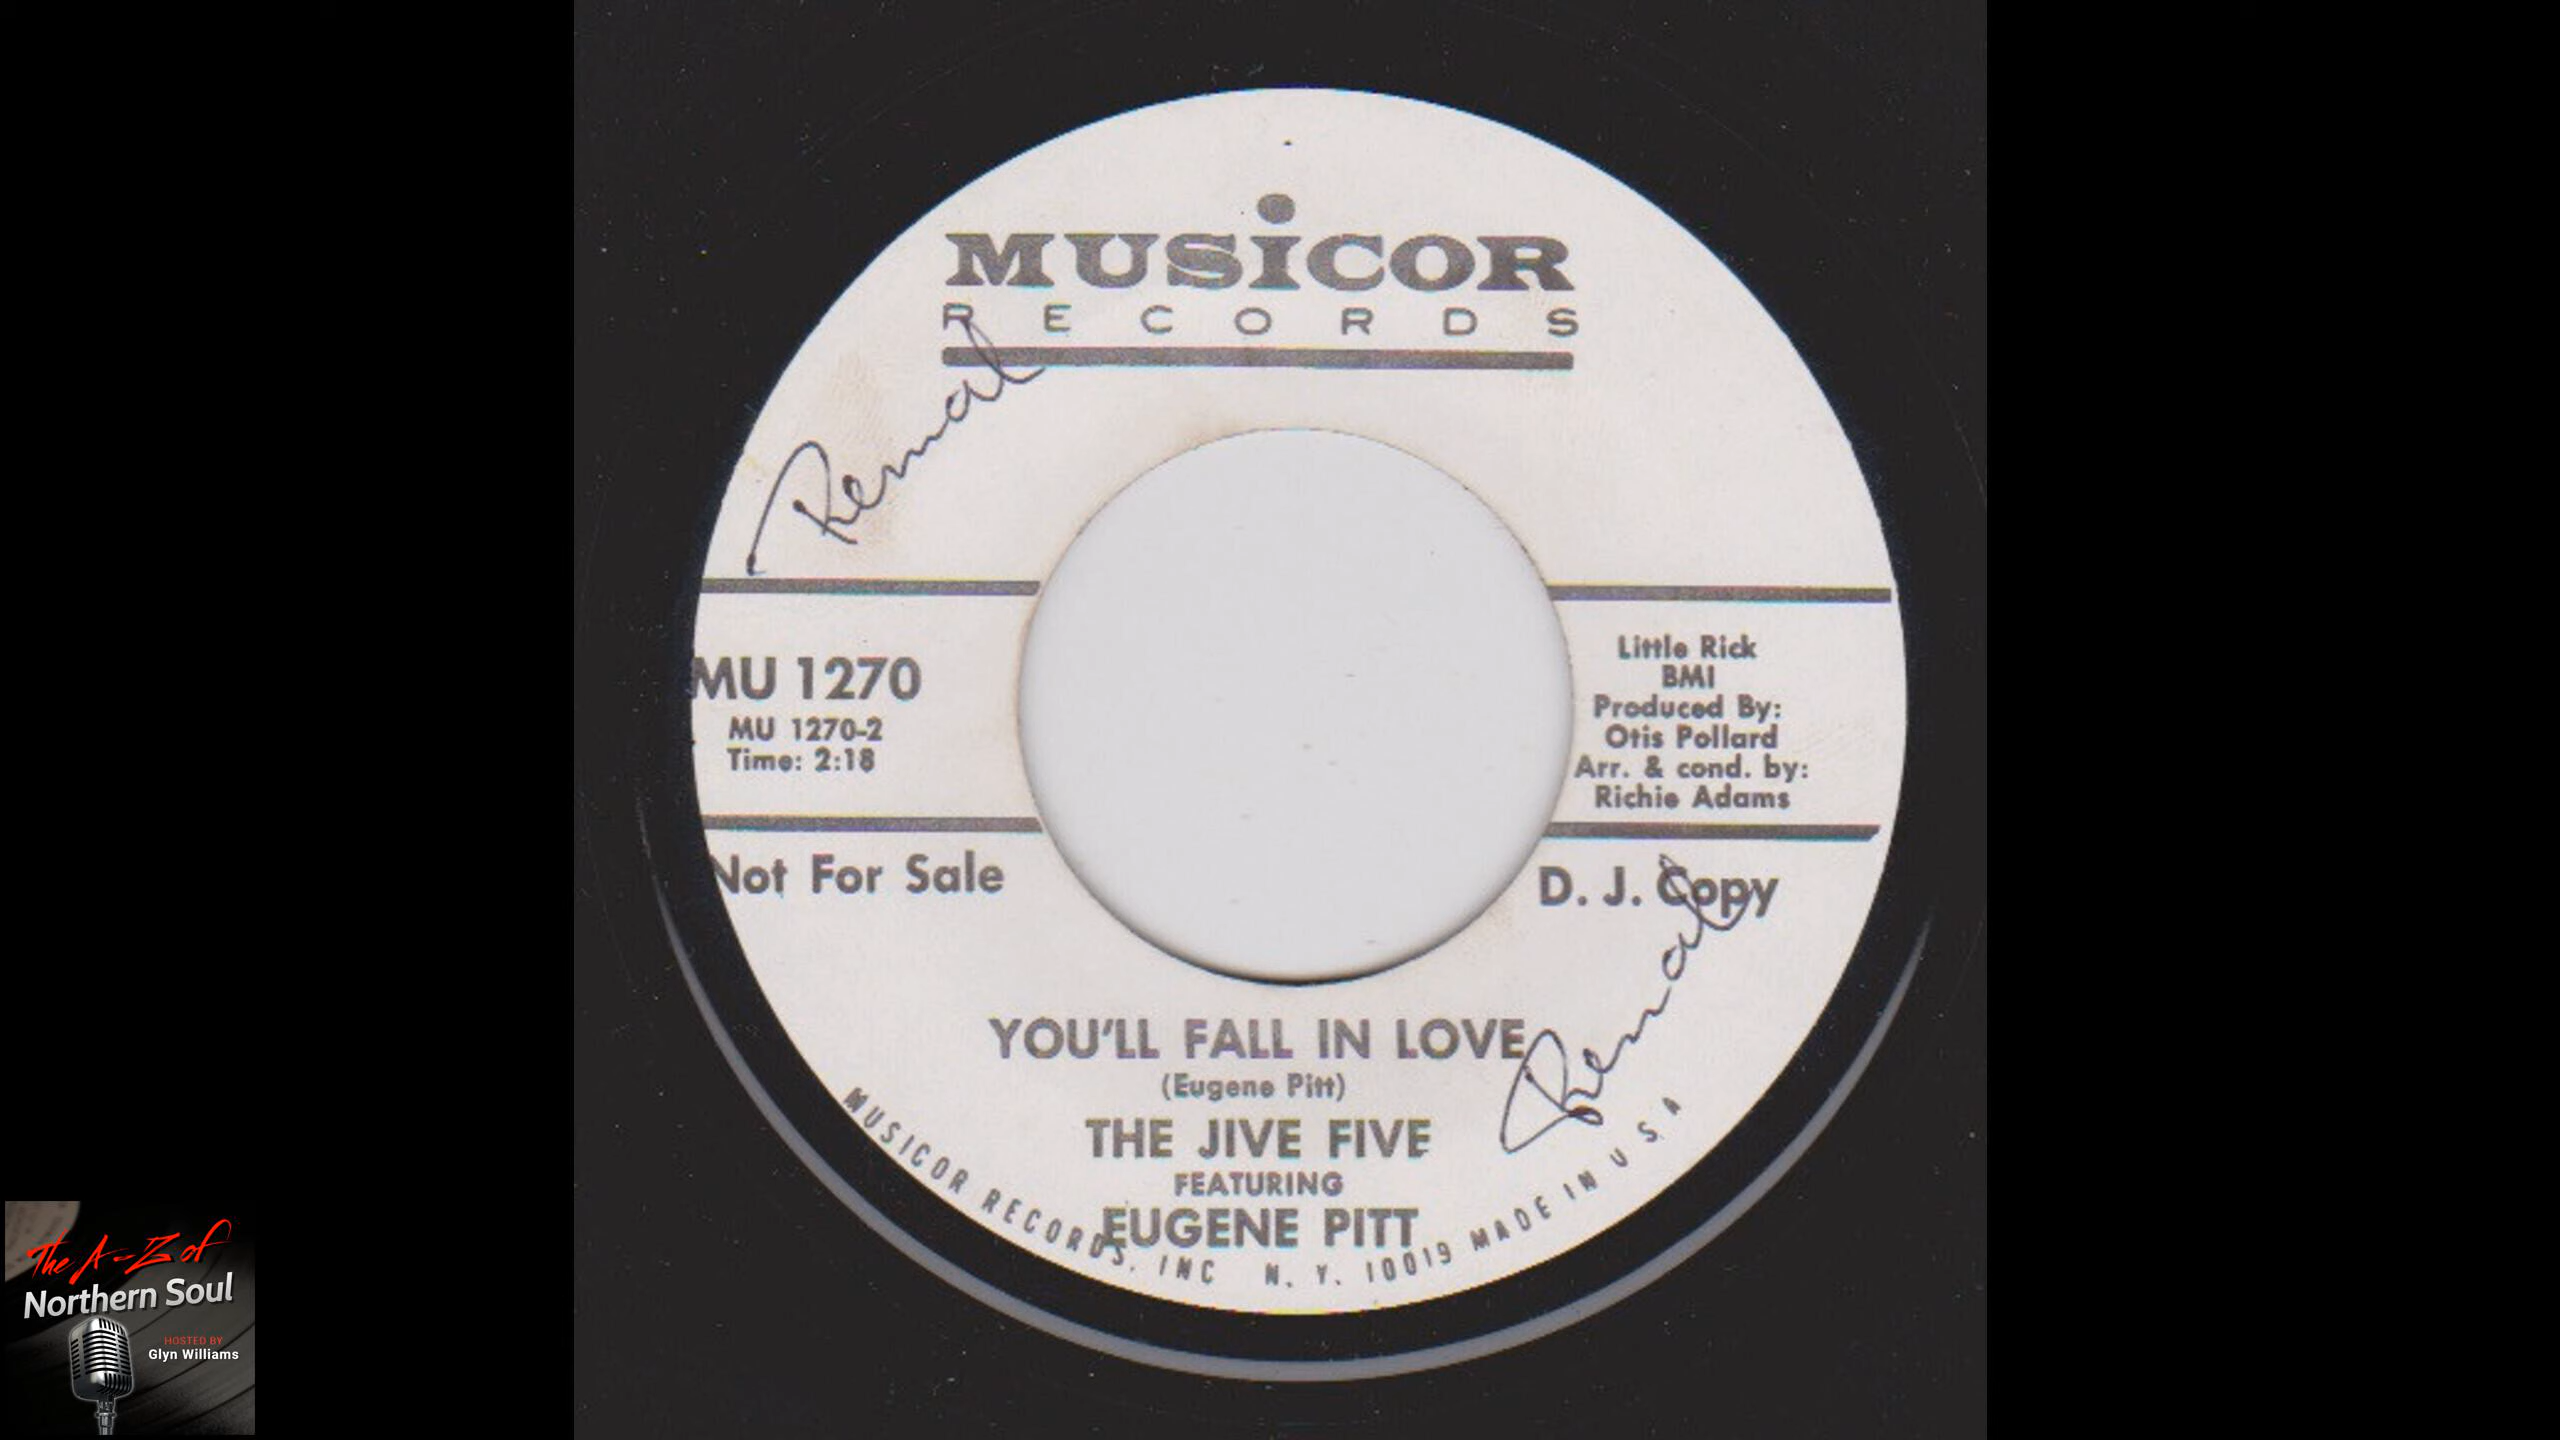 MUSiCOR
RECORDS
Remal
MU 1270
MU 1270-2
Time: 2:18
Little Rick
BMI
Produced By:
Otis Pollard
Arr. & cond. by:
Richie Adams
Not For Sale
D. J. Copy
Remal
YOU'LL FALL IN LOVE
(Eugene Pitt)
THE JIVE FIVE
FEATURING
EUGENE PITT
MUSICOR RECORDS, INC N. Y. 10019 MADE IN U S A
The A-Z of
Northern Soul
HOSTED BY
Glyn Williams